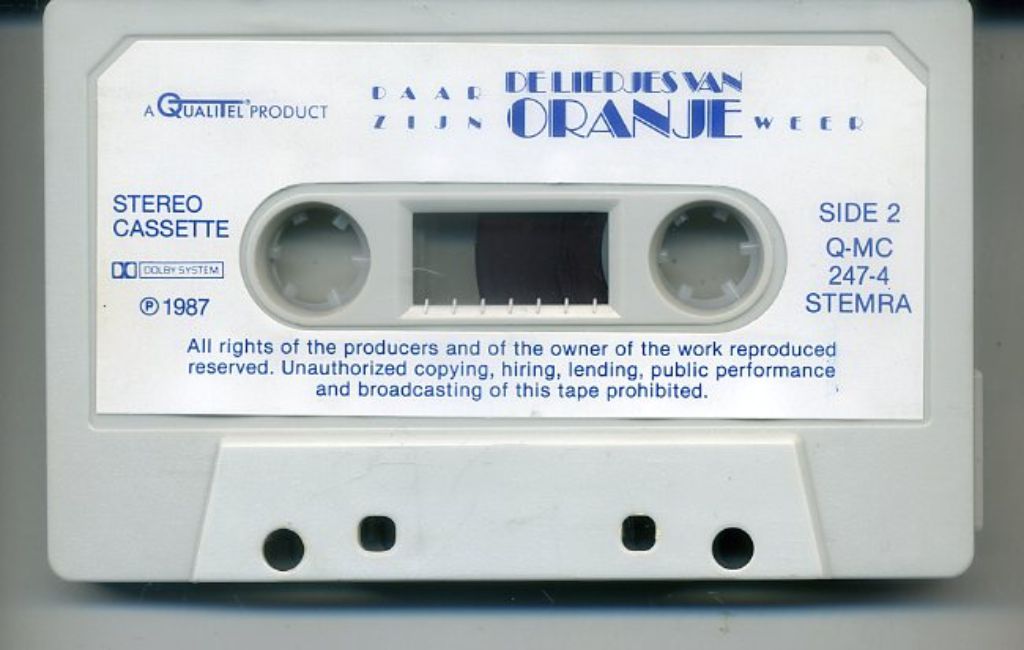 A QUALITEL® PRODUCT
DAAR DE LIEDJES VAN
ZIJN ORANJE WEER
STEREO
CASSETTE
DOLBY SYSTEM
℗ 1987
SIDE 2
Q-MC
247-4
STEMRA
All rights of the producers and of the owner of the work reproduced
reserved. Unauthorized copying, hiring, lending, public performance
and broadcasting of this tape prohibited.